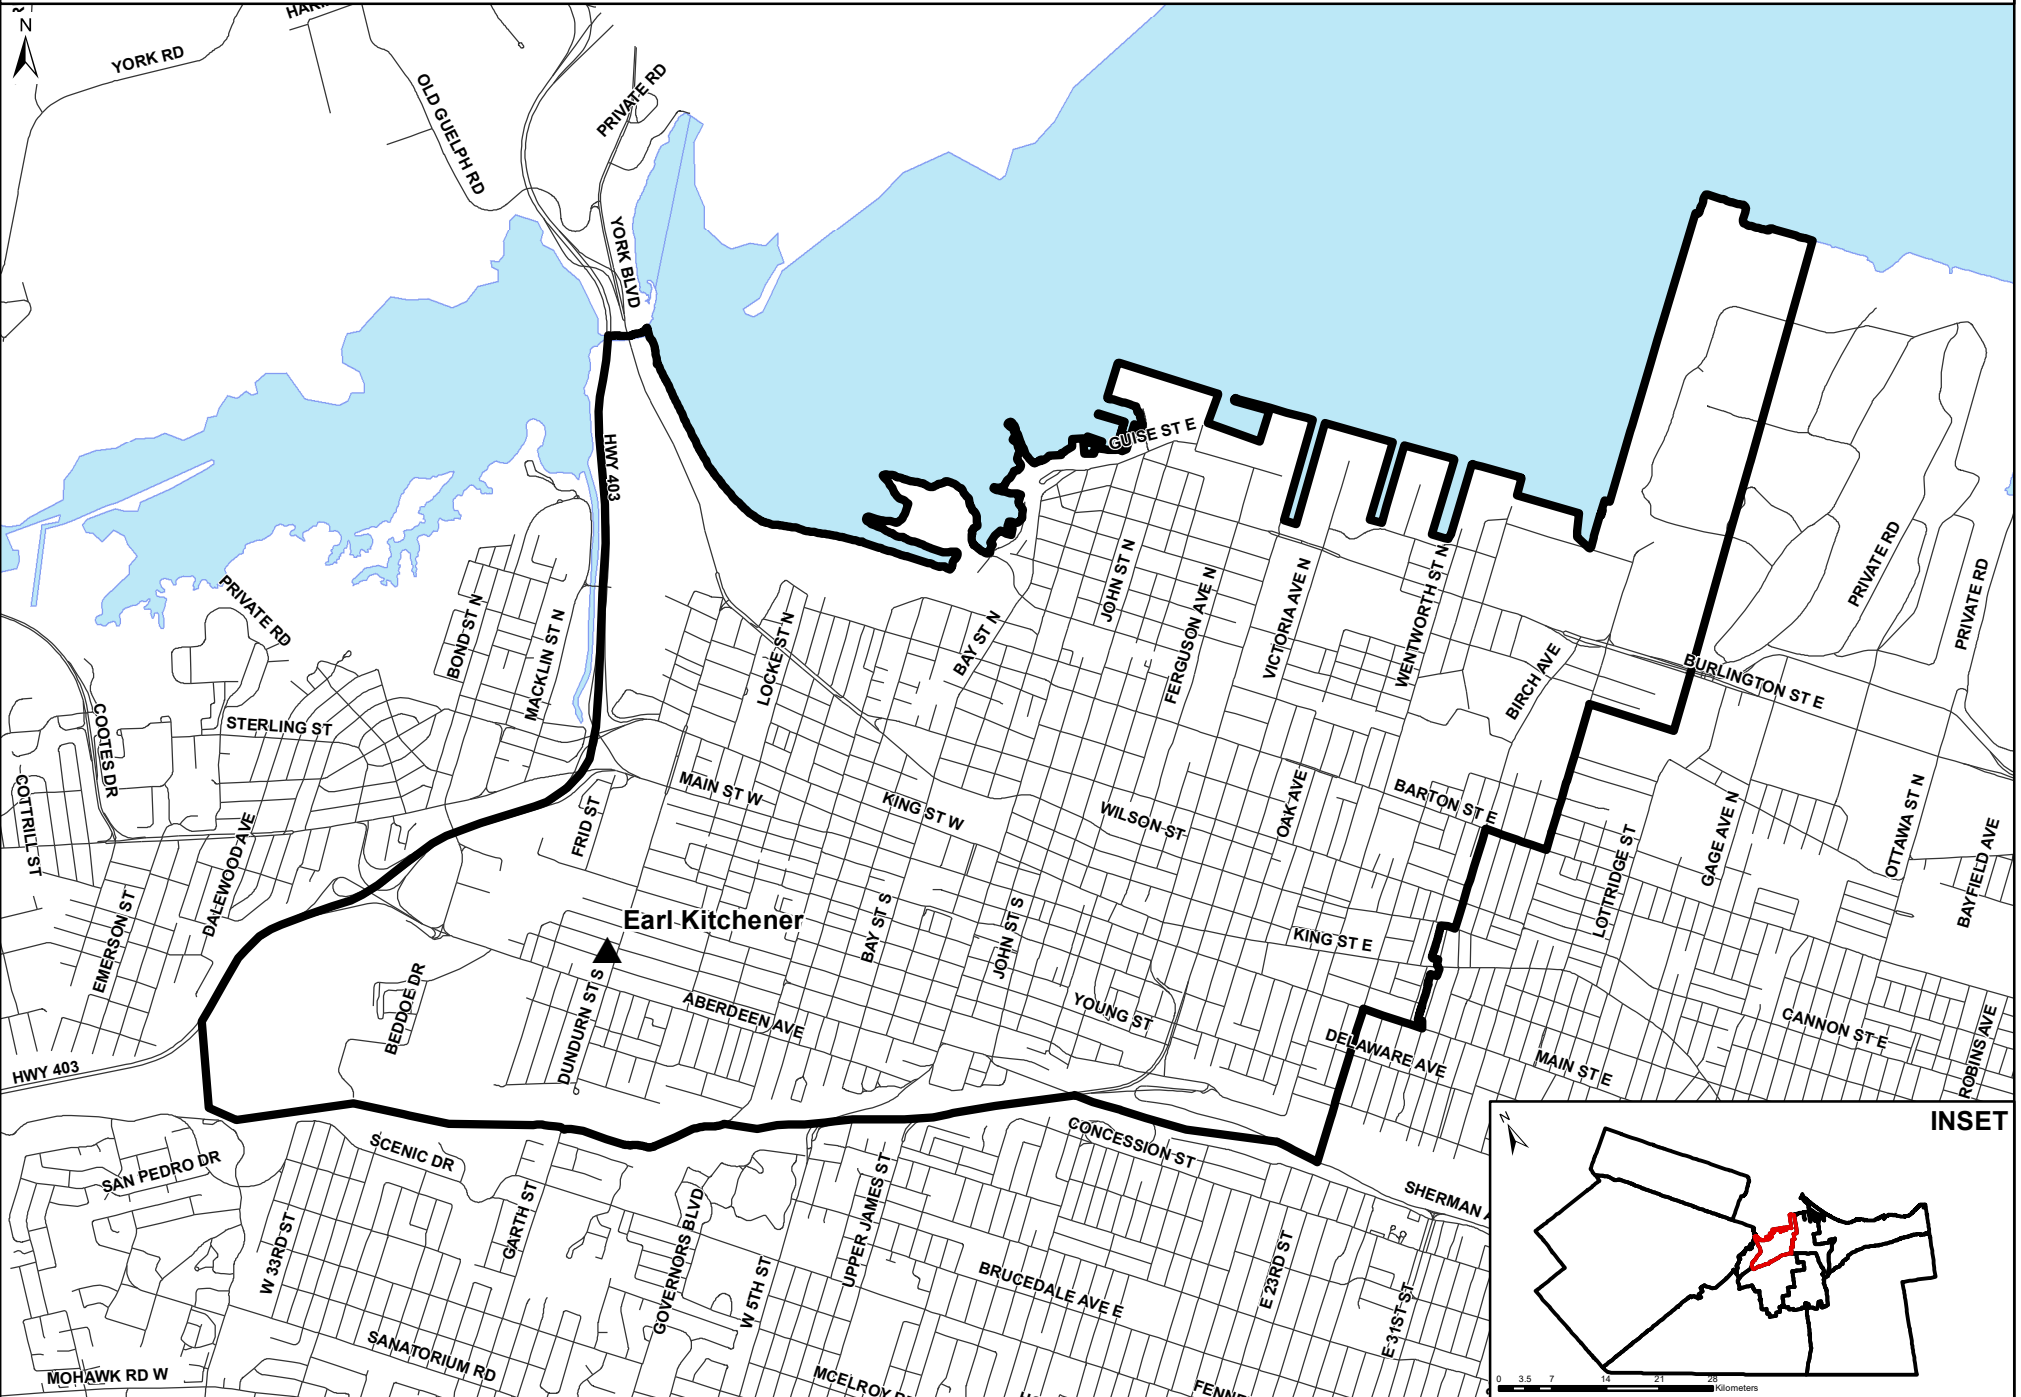 N
YORK RD
OLD GUELPH RD
PRIVATE RD
YORK BLVD
HWY 403
GUISE ST E
PRIVATE RD
BOND ST N
MACKLIN ST N
LOCKE ST N
BAY ST N
JOHN ST N
FERGUSON AVE N
VICTORIA AVE N
WENTWORTH ST N
BIRCH AVE
BURLINGTON ST E
PRIVATE RD
PRIVATE RD
COOTES DR
STERLING ST
COTTRILL ST
DALEWOOD AVE
EMERSON ST
FRID ST
MAIN ST W
KING ST W
WILSON ST
OAK AVE
BARTON ST E
LOTTRIDGE ST
GAGE AVE N
OTTAWA ST N
BAYFIELD AVE
Earl Kitchener
BAY ST S
JOHN ST S
KING ST E
BEDDOE DR
DUNDURN ST S
ABERDEEN AVE
YOUNG ST
DELAWARE AVE
MAIN ST E
CANNON ST E
ROBINS AVE
HWY 403
SAN PEDRO DR
SCENIC DR
W 33RD ST
GARTH ST
GOVERNORS BLVD
W 5TH ST
UPPER JAMES ST
CONCESSION ST
SHERMAN A
BRUCEDALE AVE E
E 23RD ST
E 31ST ST
SANATORIUM RD
MOHAWK RD W
MCELROY
FENNE
INSET
N
0 3.5 7 14 21 28
Kilometers